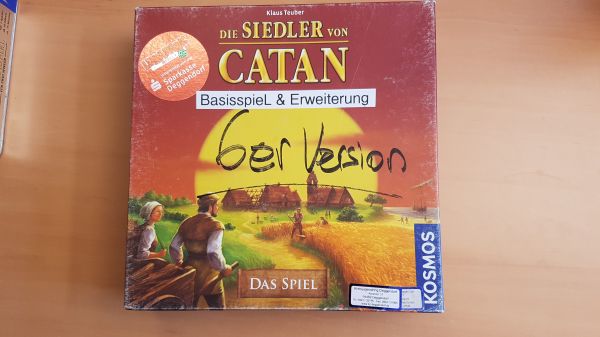 Klaus Teuber
DIE SIEDLER VON
CATAN
Basisspiel & Erweiterung
6er Version
Sparkasse
Deggendorf
DAS SPIEL
KOSMOS